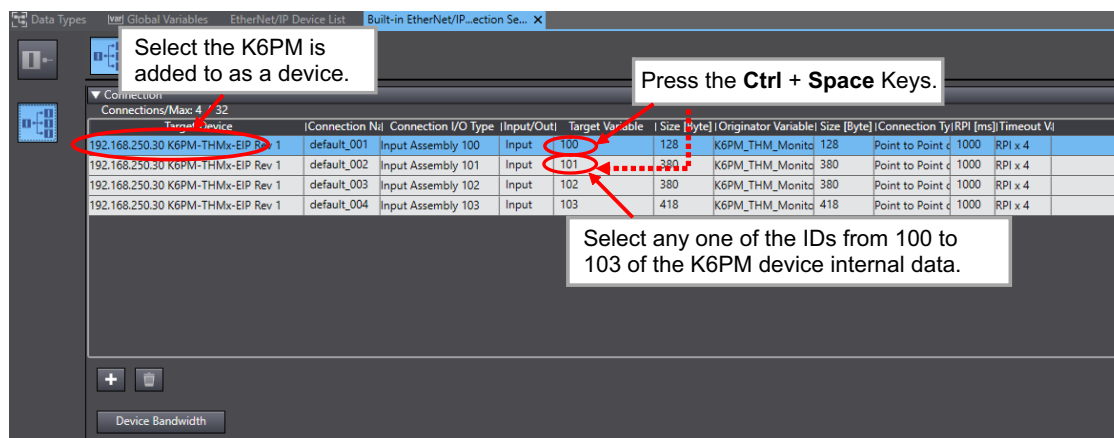 Data Types Global Variables EtherNet/IP Device List Built-in EtherNet/IP...ection Se... X
Select the K6PM is
added to as a device.
Press the Ctrl + Space Keys.
▼ Connection
Connections/Max: 4 / 32
Target Device |Connection Na| Connection I/O Type |Input/Out| Target Variable | Size [Byte] |Originator Variable| Size [Byte] |Connection Ty|RPI [ms]|Timeout Va
192.168.250.30 K6PM-THMx-EIP Rev 1 default_001 Input Assembly 100 Input 100 128 K6PM_THM_Monito 128 Point to Point c 1000 RPI x 4
192.168.250.30 K6PM-THMx-EIP Rev 1 default_002 Input Assembly 101 Input 101 380 K6PM_THM_Monito 380 Point to Point c 1000 RPI x 4
192.168.250.30 K6PM-THMx-EIP Rev 1 default_003 Input Assembly 102 Input 102 380 K6PM_THM_Monito 380 Point to Point c 1000 RPI x 4
192.168.250.30 K6PM-THMx-EIP Rev 1 default_004 Input Assembly 103 Input 103 418 K6PM_THM_Monito 418 Point to Point c 1000 RPI x 4
Select any one of the IDs from 100 to
103 of the K6PM device internal data.
+
Device Bandwidth